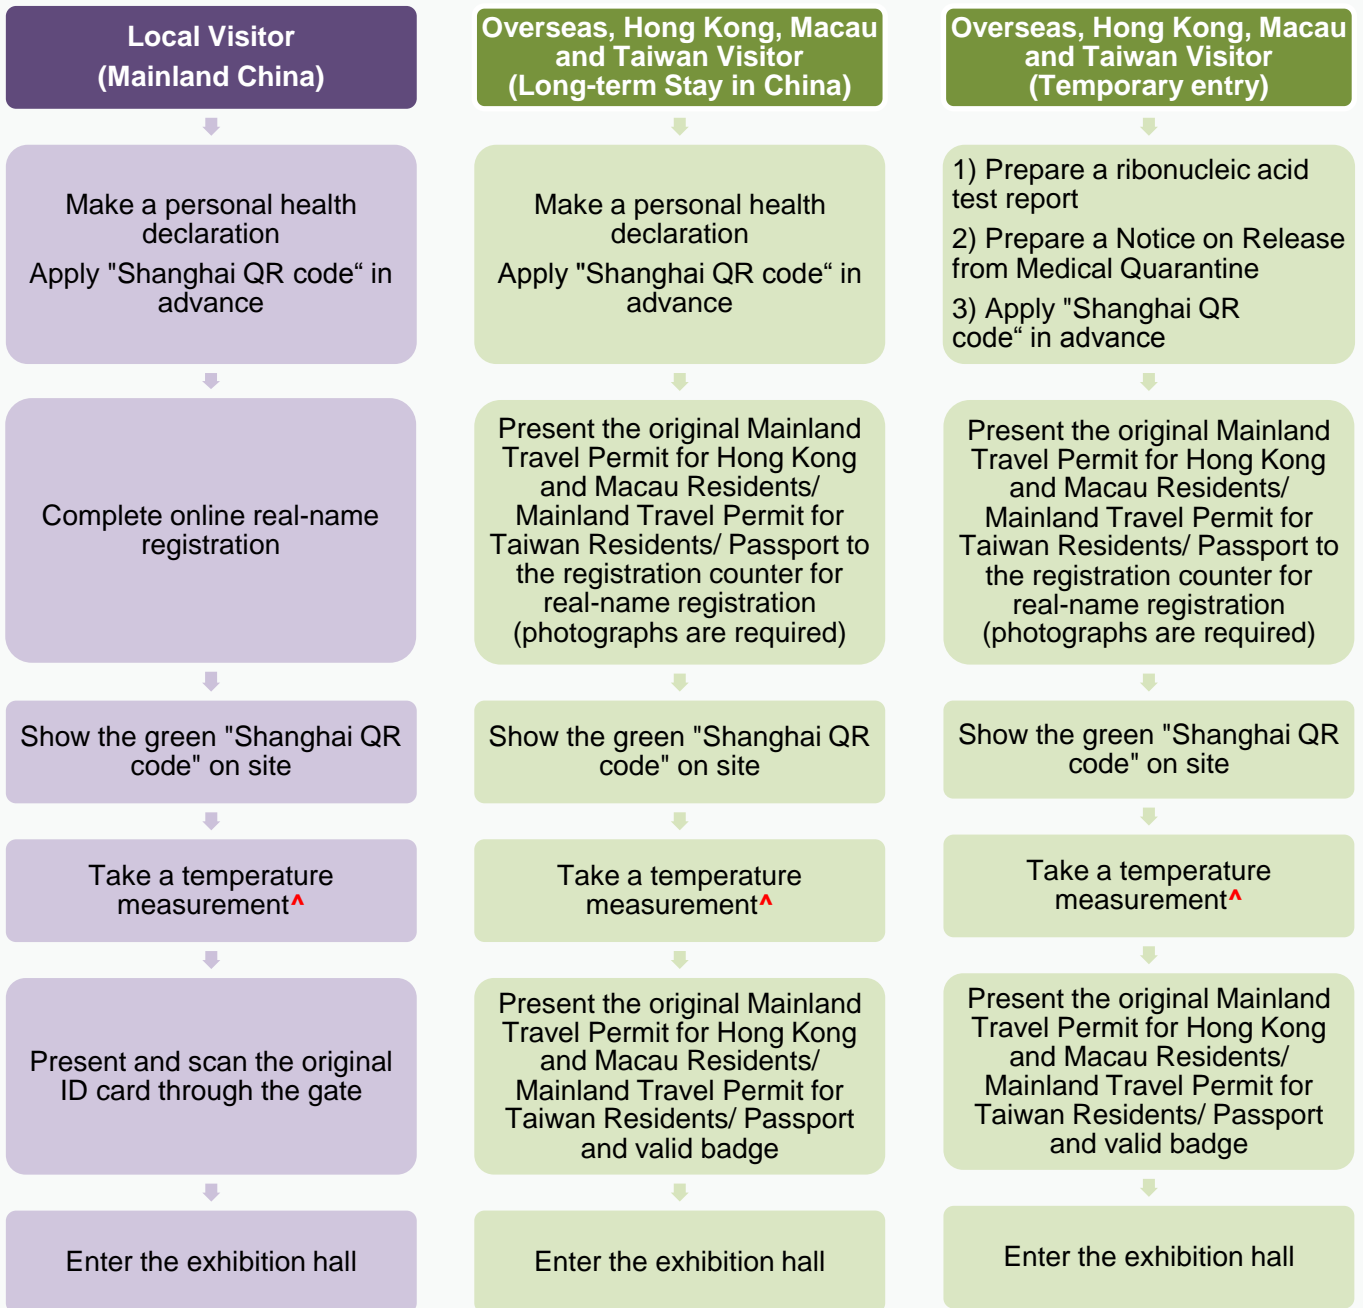 Local Visitor
(Mainland China)
Make a personal health
declaration
Apply "Shanghai QR code“ in
advance
Complete online real-name
registration
Show the green "Shanghai QR
code" on site
Take a temperature
measurement^
Present and scan the original
ID card through the gate
Enter the exhibition hall
Overseas, Hong Kong, Macau
and Taiwan Visitor
(Long-term Stay in China)
Make a personal health
declaration
Apply "Shanghai QR code“ in
advance
Present the original Mainland
Travel Permit for Hong Kong
and Macau Residents/
Mainland Travel Permit for
Taiwan Residents/ Passport to
the registration counter for
real-name registration
(photographs are required)
Show the green "Shanghai QR
code" on site
Take a temperature
measurement^
Present the original Mainland
Travel Permit for Hong Kong
and Macau Residents/
Mainland Travel Permit for
Taiwan Residents/ Passport
and valid badge
Enter the exhibition hall
Overseas, Hong Kong, Macau
and Taiwan Visitor
(Temporary entry)
1) Prepare a ribonucleic acid
test report
2) Prepare a Notice on Release
from Medical Quarantine
3) Apply "Shanghai QR
code“ in advance
Present the original Mainland
Travel Permit for Hong Kong
and Macau Residents/
Mainland Travel Permit for
Taiwan Residents/ Passport to
the registration counter for
real-name registration
(photographs are required)
Show the green "Shanghai QR
code" on site
Take a temperature
measurement^
Present the original Mainland
Travel Permit for Hong Kong
and Macau Residents/
Mainland Travel Permit for
Taiwan Residents/ Passport
and valid badge
Enter the exhibition hall